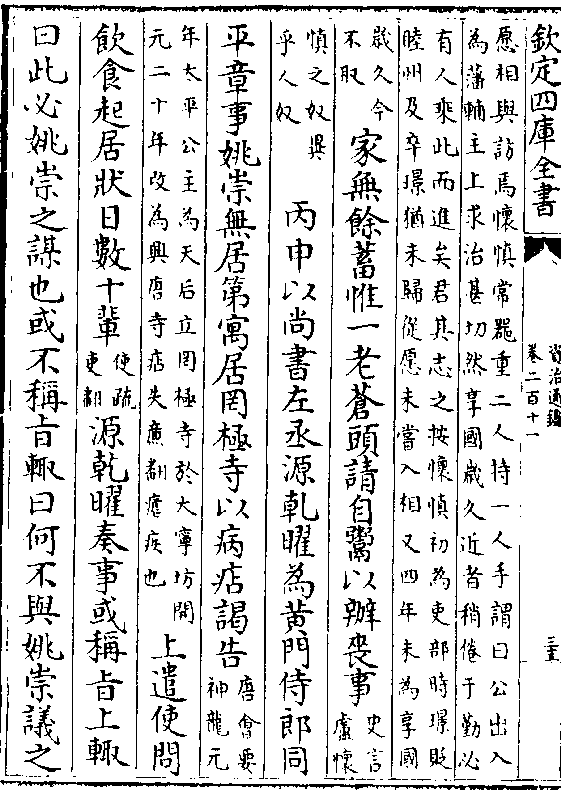 欽定四庫全書
資治通鑑
卷二百十一
愿相與訪焉懷慎常器重二人持一人手謂曰公出入
為藩輔主上求治甚切然享國歲久近者稍倦于勤必
有人乘此而進矣君其志之按懷慎初為吏部時璟貶
睦州及卒璟猶未歸從愿未嘗入相又四年未為享國
歲久今
不取
家無餘蓄惟一老蒼頭請自鬻以辦喪事
史言
盧懷
慎之奴異
乎人奴
丙申以尚書左丞源乾曜為黄門侍郎同
平章事姚崇無居第寓居罔極寺以病痁謁告
唐會要
神龍元
年太平公主為天后立罔極寺於大寧坊開
元二十年改為興唐寺痁失亷翻瘧疾也
上遣使問
飲食起居狀日數十輩
使疏
吏翻
源乾曜奏事或稱旨上輙
曰此必姚崇之謀也或不稱旨輙曰何不與姚崇議之